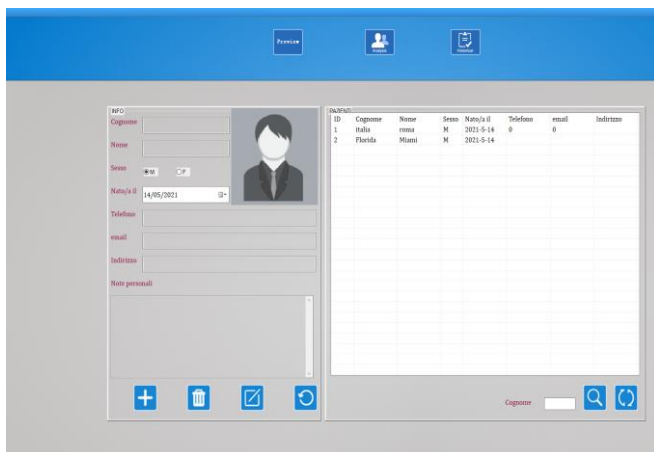 Preview
Analysis
INFO
Cognome
Nome
Sesso M F
Nato/a il 14/05/2021
Telefono
email
Indirizzo
Note personali
PAZIENTI
ID Cognome Nome Sesso Nato/a il Telefono email Indirizzo
1 italia roma M 2021-5-14 0 0
2 Florida Miami M 2021-5-14
Cognome